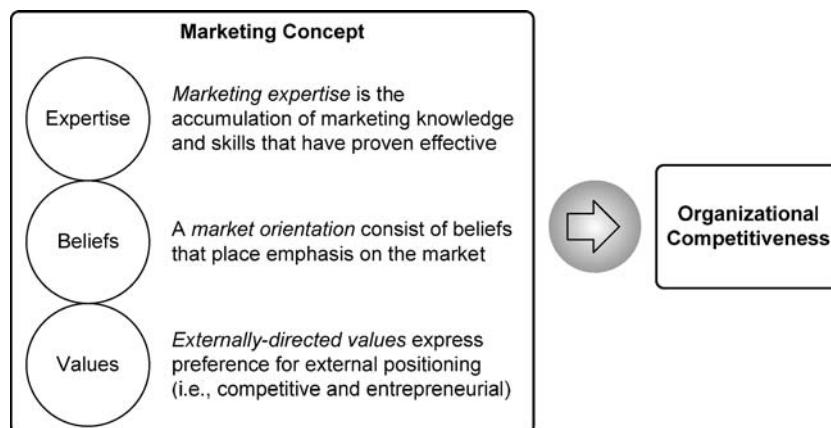 Marketing Concept
Expertise
Marketing expertise is the
accumulation of marketing knowledge
and skills that have proven effective
Beliefs
A market orientation consist of beliefs
that place emphasis on the market
Values
Externally-directed values express
preference for external positioning
(i.e., competitive and entrepreneurial)
Organizational
Competitiveness